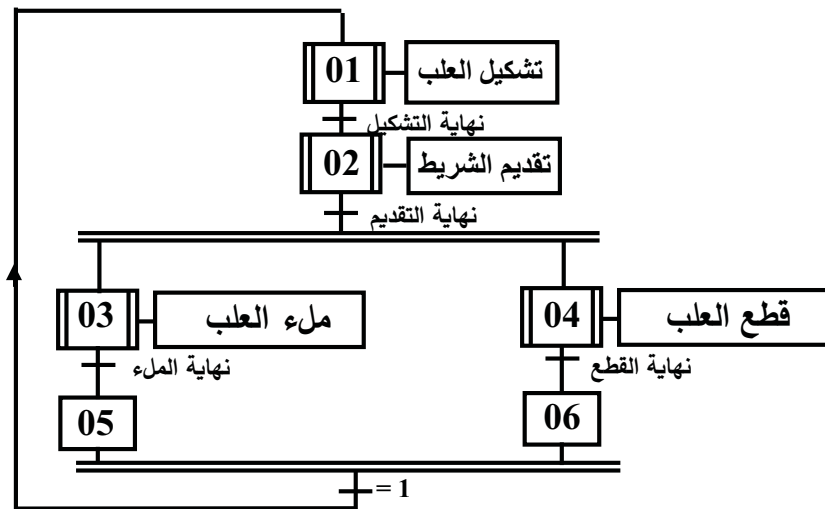 01
تشكيل العلب
نهاية التشكيل
02
تقديم الشريط
نهاية التقديم
03
ملء العلب
04
قطع العلب
نهاية الملء
نهاية القطع
05
06
= 1